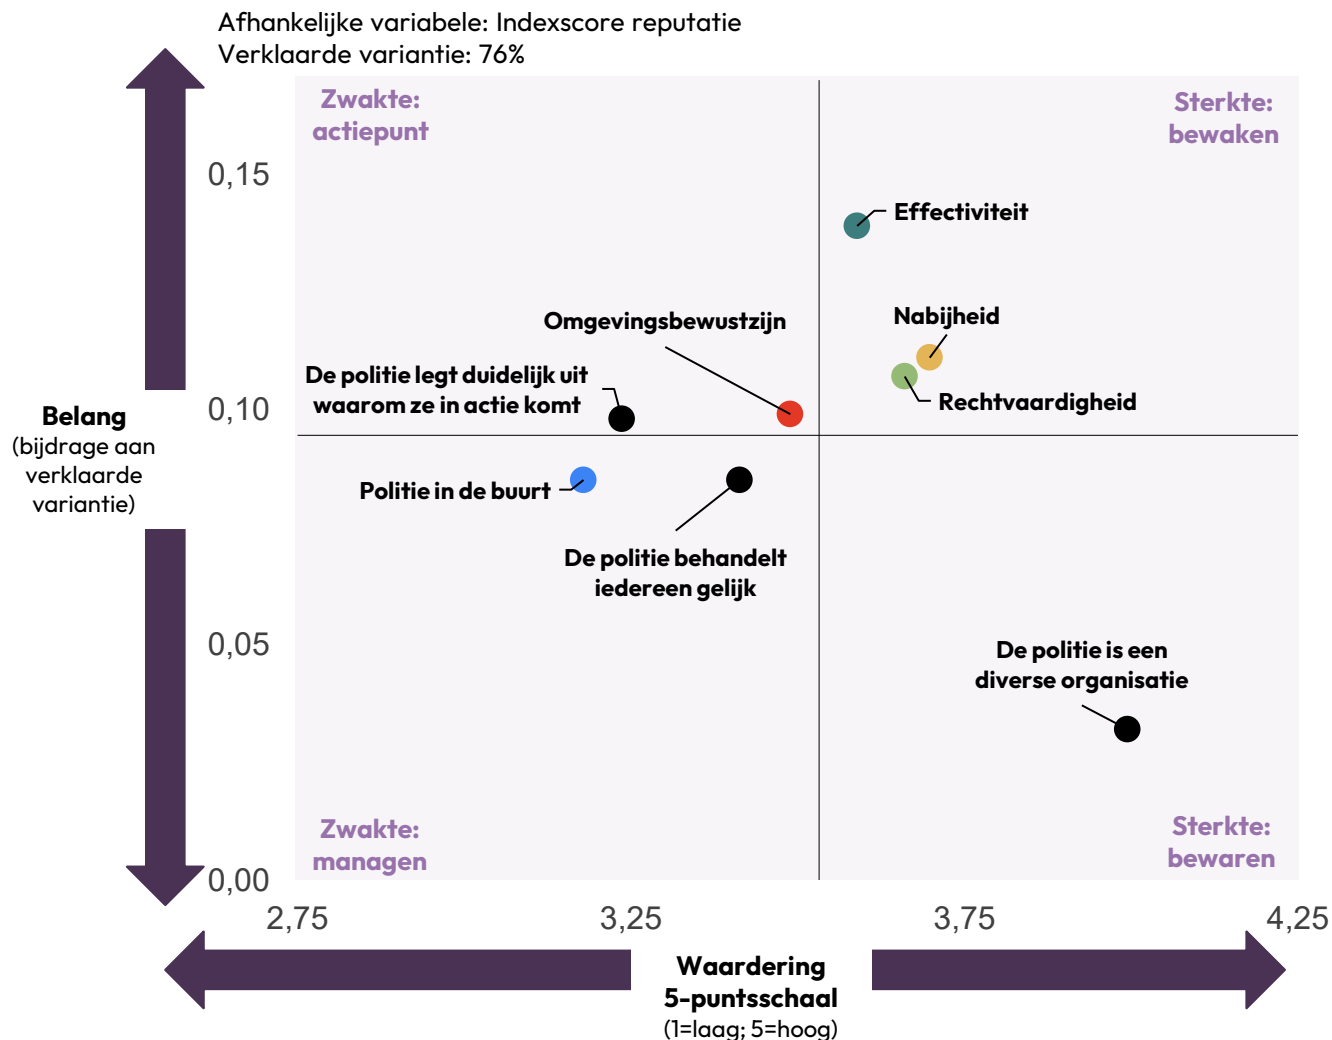 Afhankelijke variabele: Indexscore reputatie
Verklaarde variantie: 76%
Zwakte:
actiepunt
Sterkte:
bewaken
0,15
Effectiviteit
Omgevingsbewustzijn
Nabijheid
De politie legt duidelijk uit
waarom ze in actie komt
Rechtvaardigheid
0,10
Belang
(bijdrage aan
verklaarde
variantie)
Politie in de buurt
De politie behandelt
iedereen gelijk
0,05
De politie is een
diverse organisatie
Zwakte:
managen
Sterkte:
bewaren
0,00
2,75
3,25
3,75
4,25
Waardering
5-puntsschaal
(1=laag; 5=hoog)